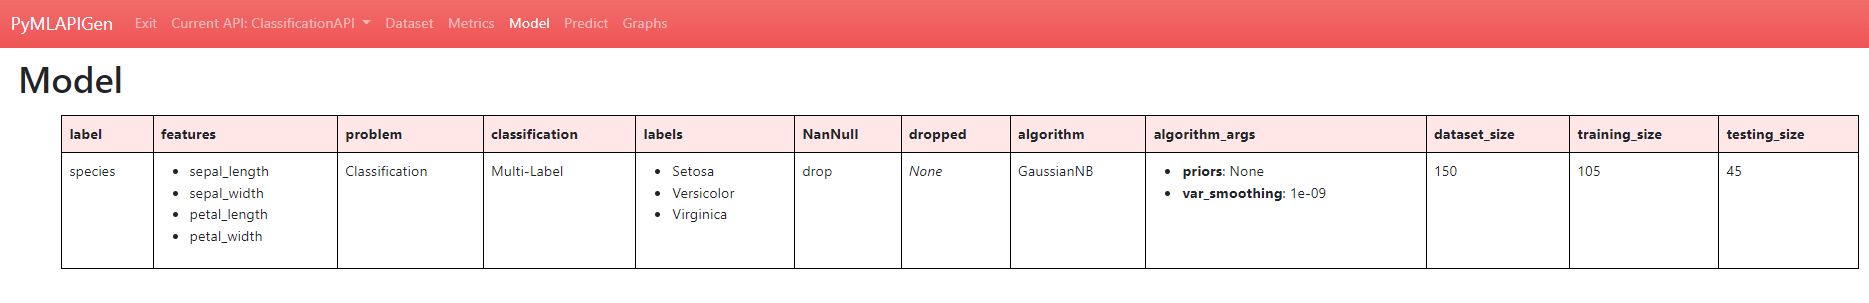 PyMLAPIGen Exit Current API: ClassificationAPI Dataset Metrics Model Predict Graphs
Model
label features problem classification labels NanNull dropped algorithm algorithm_args dataset_size training_size testing_size
species sepal_length Classification Multi-Label Setosa drop None GaussianNB priors: None 150 105 45
sepal_width Versicolor var_smoothing: 1e-09
petal_length Virginica
petal_width